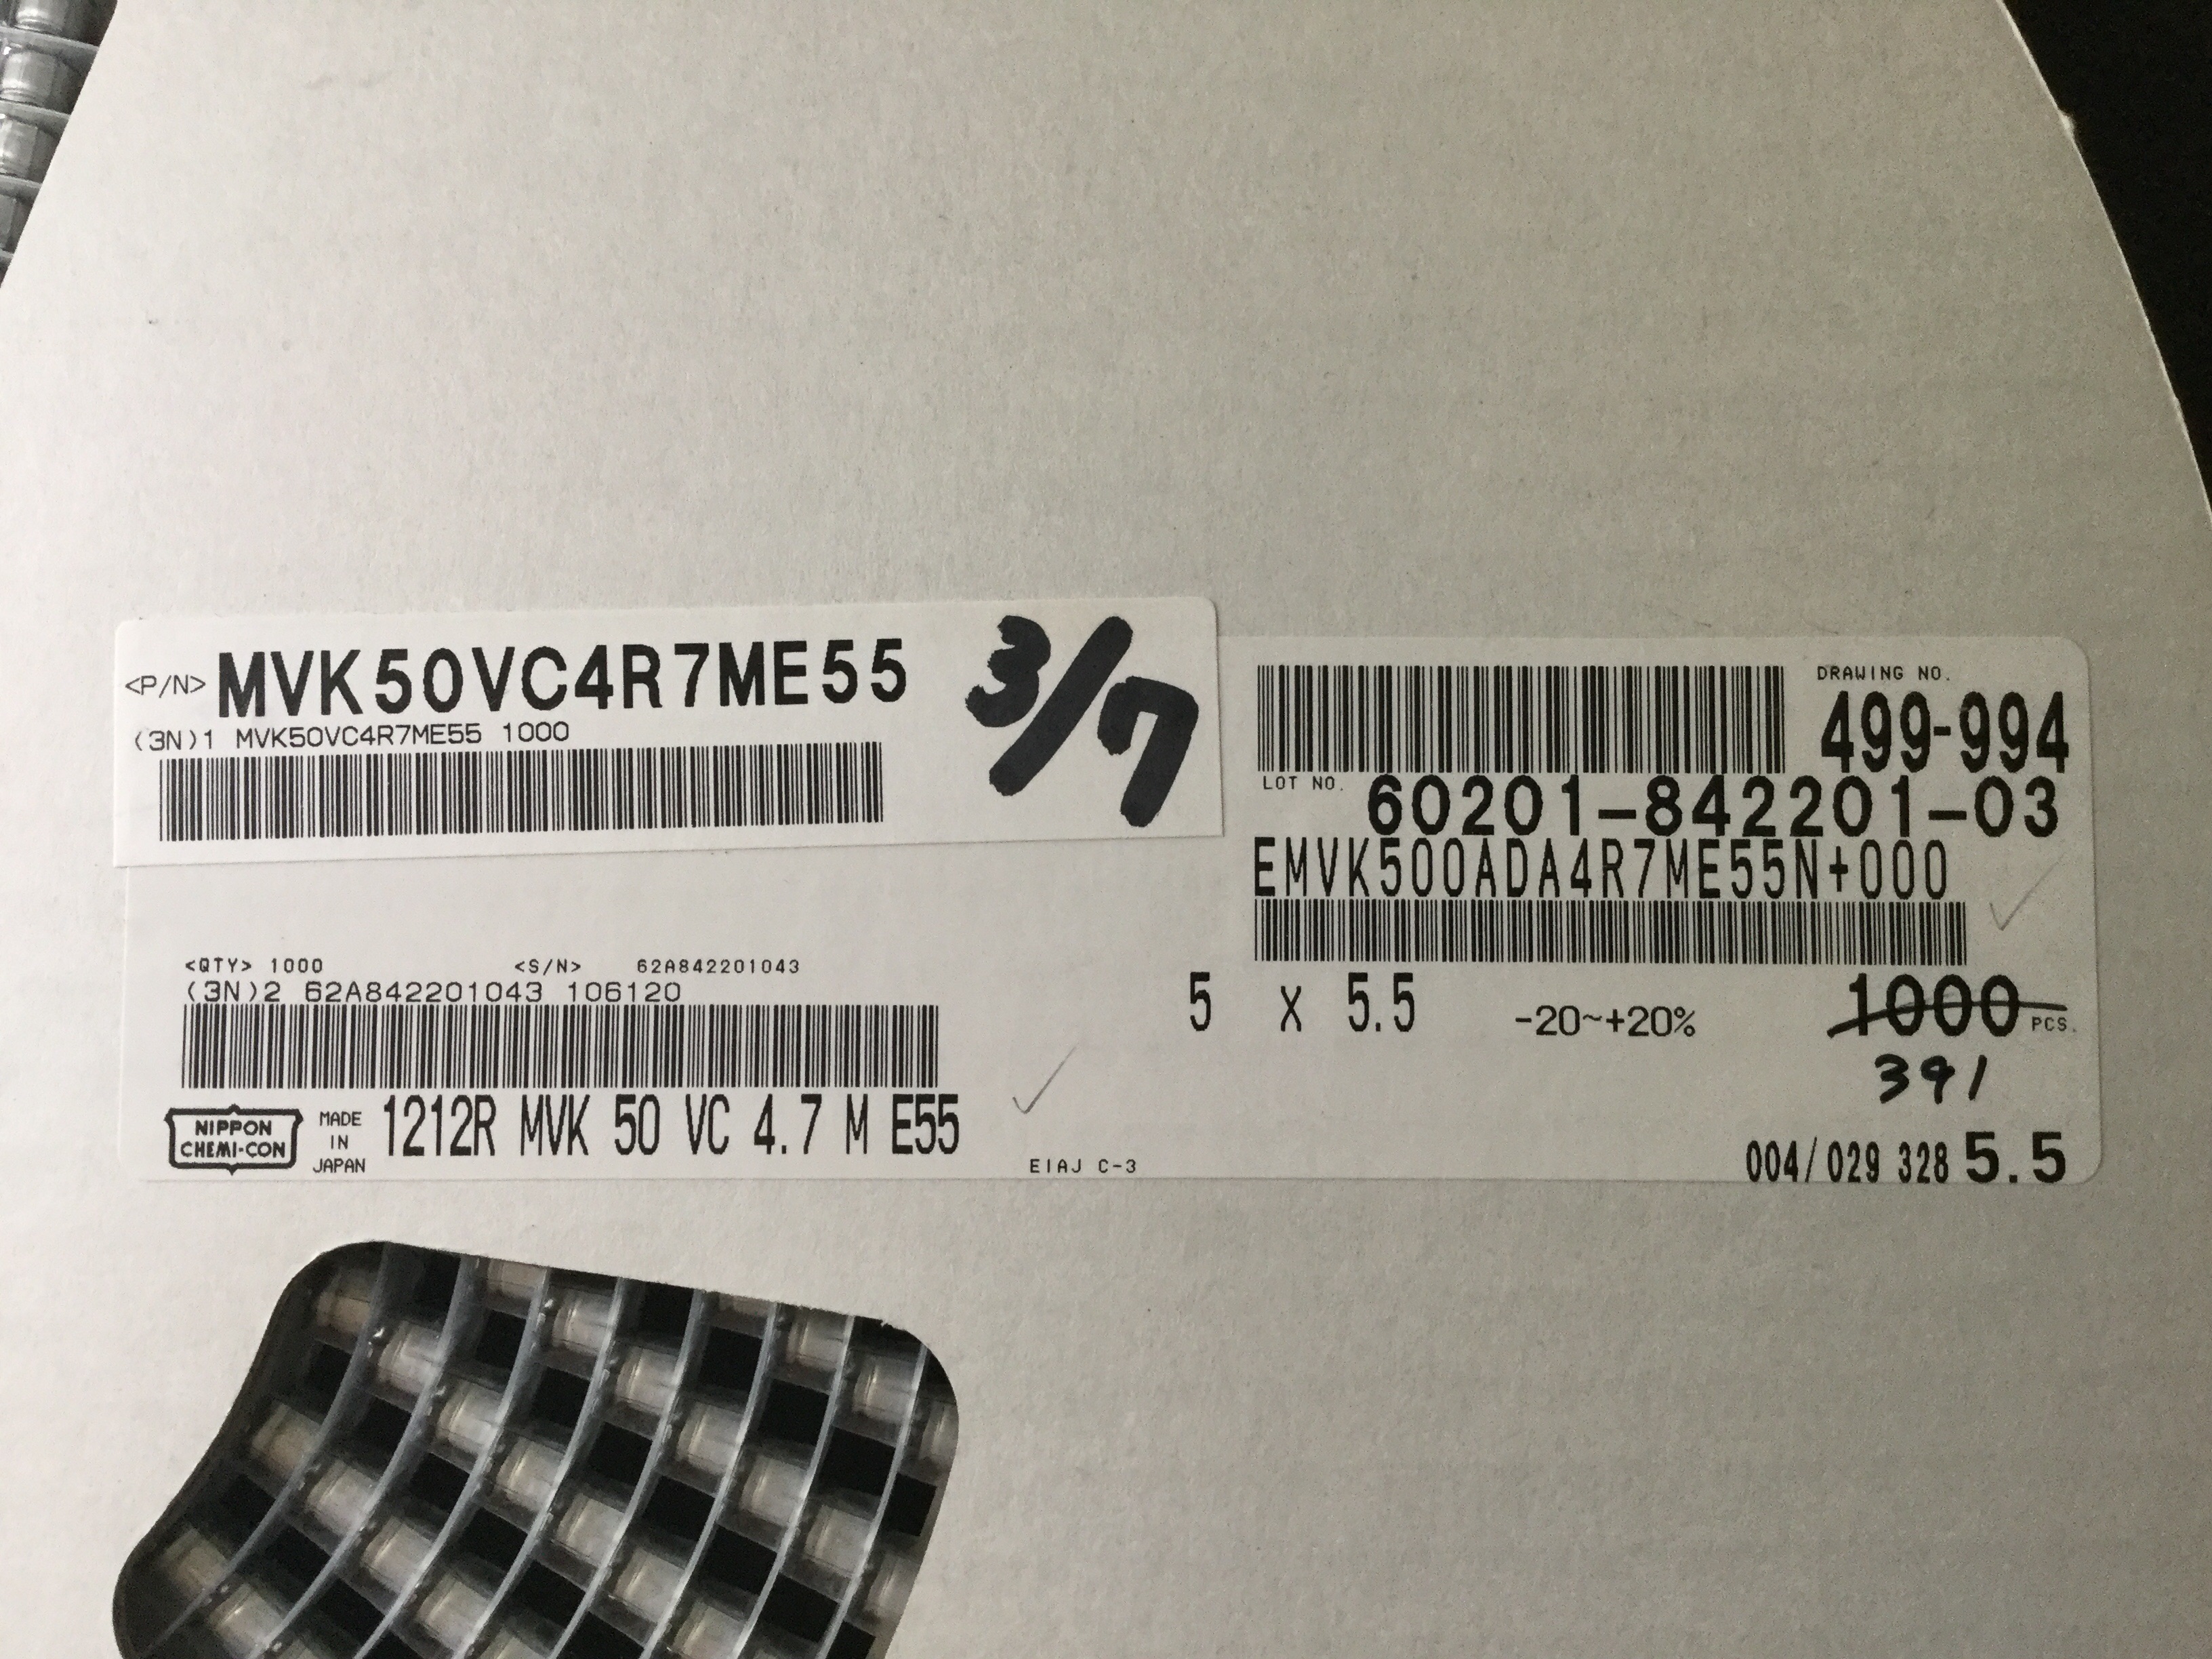 <P/N> MVK50VC4R7ME55
3/7
(3N)1 MVK50VC4R7ME55 1000
DRAWING NO.
499-994
LOT NO. 60201-842201-03
EMVK500ADA4R7ME55N+000
<QTY> 1000 <S/N> 62A842201043
(3N)2 62A842201043 106120
5 x 5.5 -20~+20% 1000 PCS.
391
NIPPON
CHEMI-CON
MADE
IN
JAPAN
1212R MVK 50 VC 4.7 M E55
EIAJ C-3
004/029 328 5.5